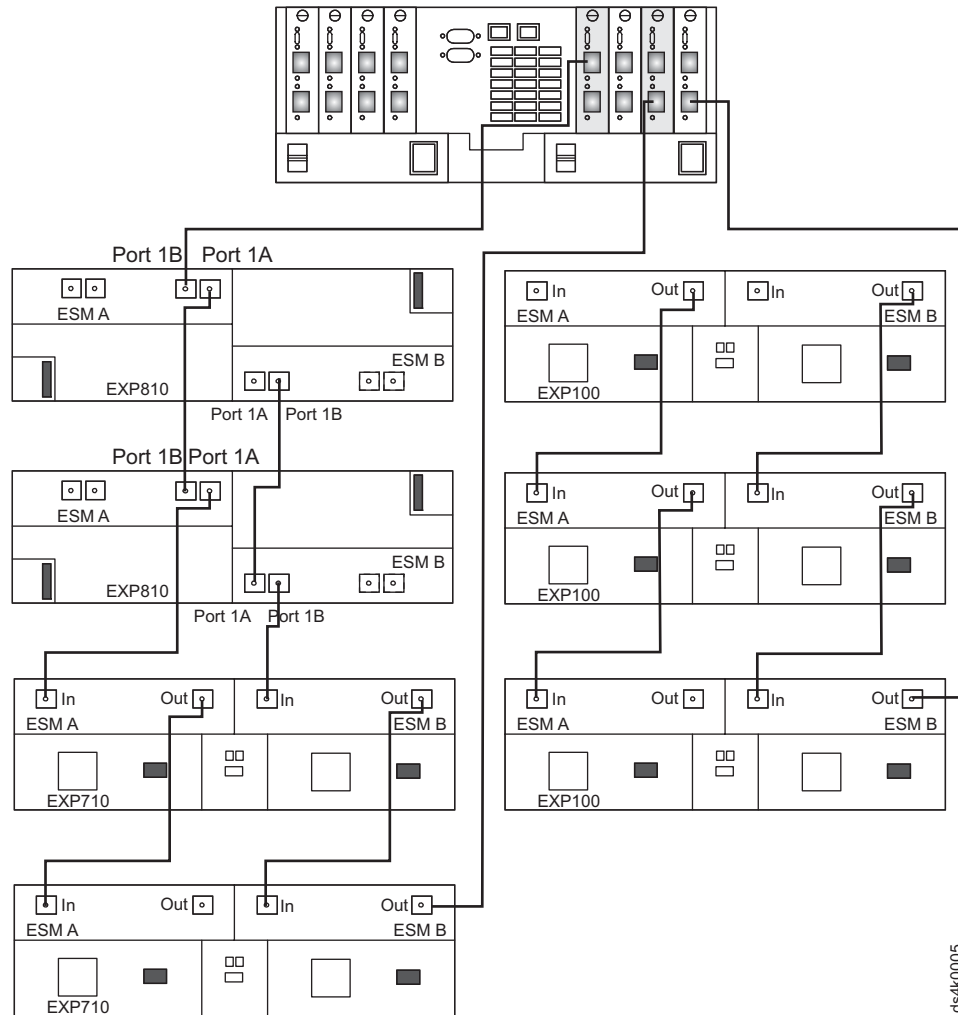 Port 1B Port 1A
ESM A
ESM B
EXP810
Port 1A Port 1B
Port 1B Port 1A
ESM A
ESM B
EXP810
Port 1A Port 1B
In Out In Out
ESM A ESM B
EXP710
In Out In Out
ESM A ESM B
EXP710
In Out In Out
ESM A ESM B
EXP100
In Out In Out
ESM A ESM B
EXP100
In Out In Out
ESM A ESM B
EXP100
ds4k0005